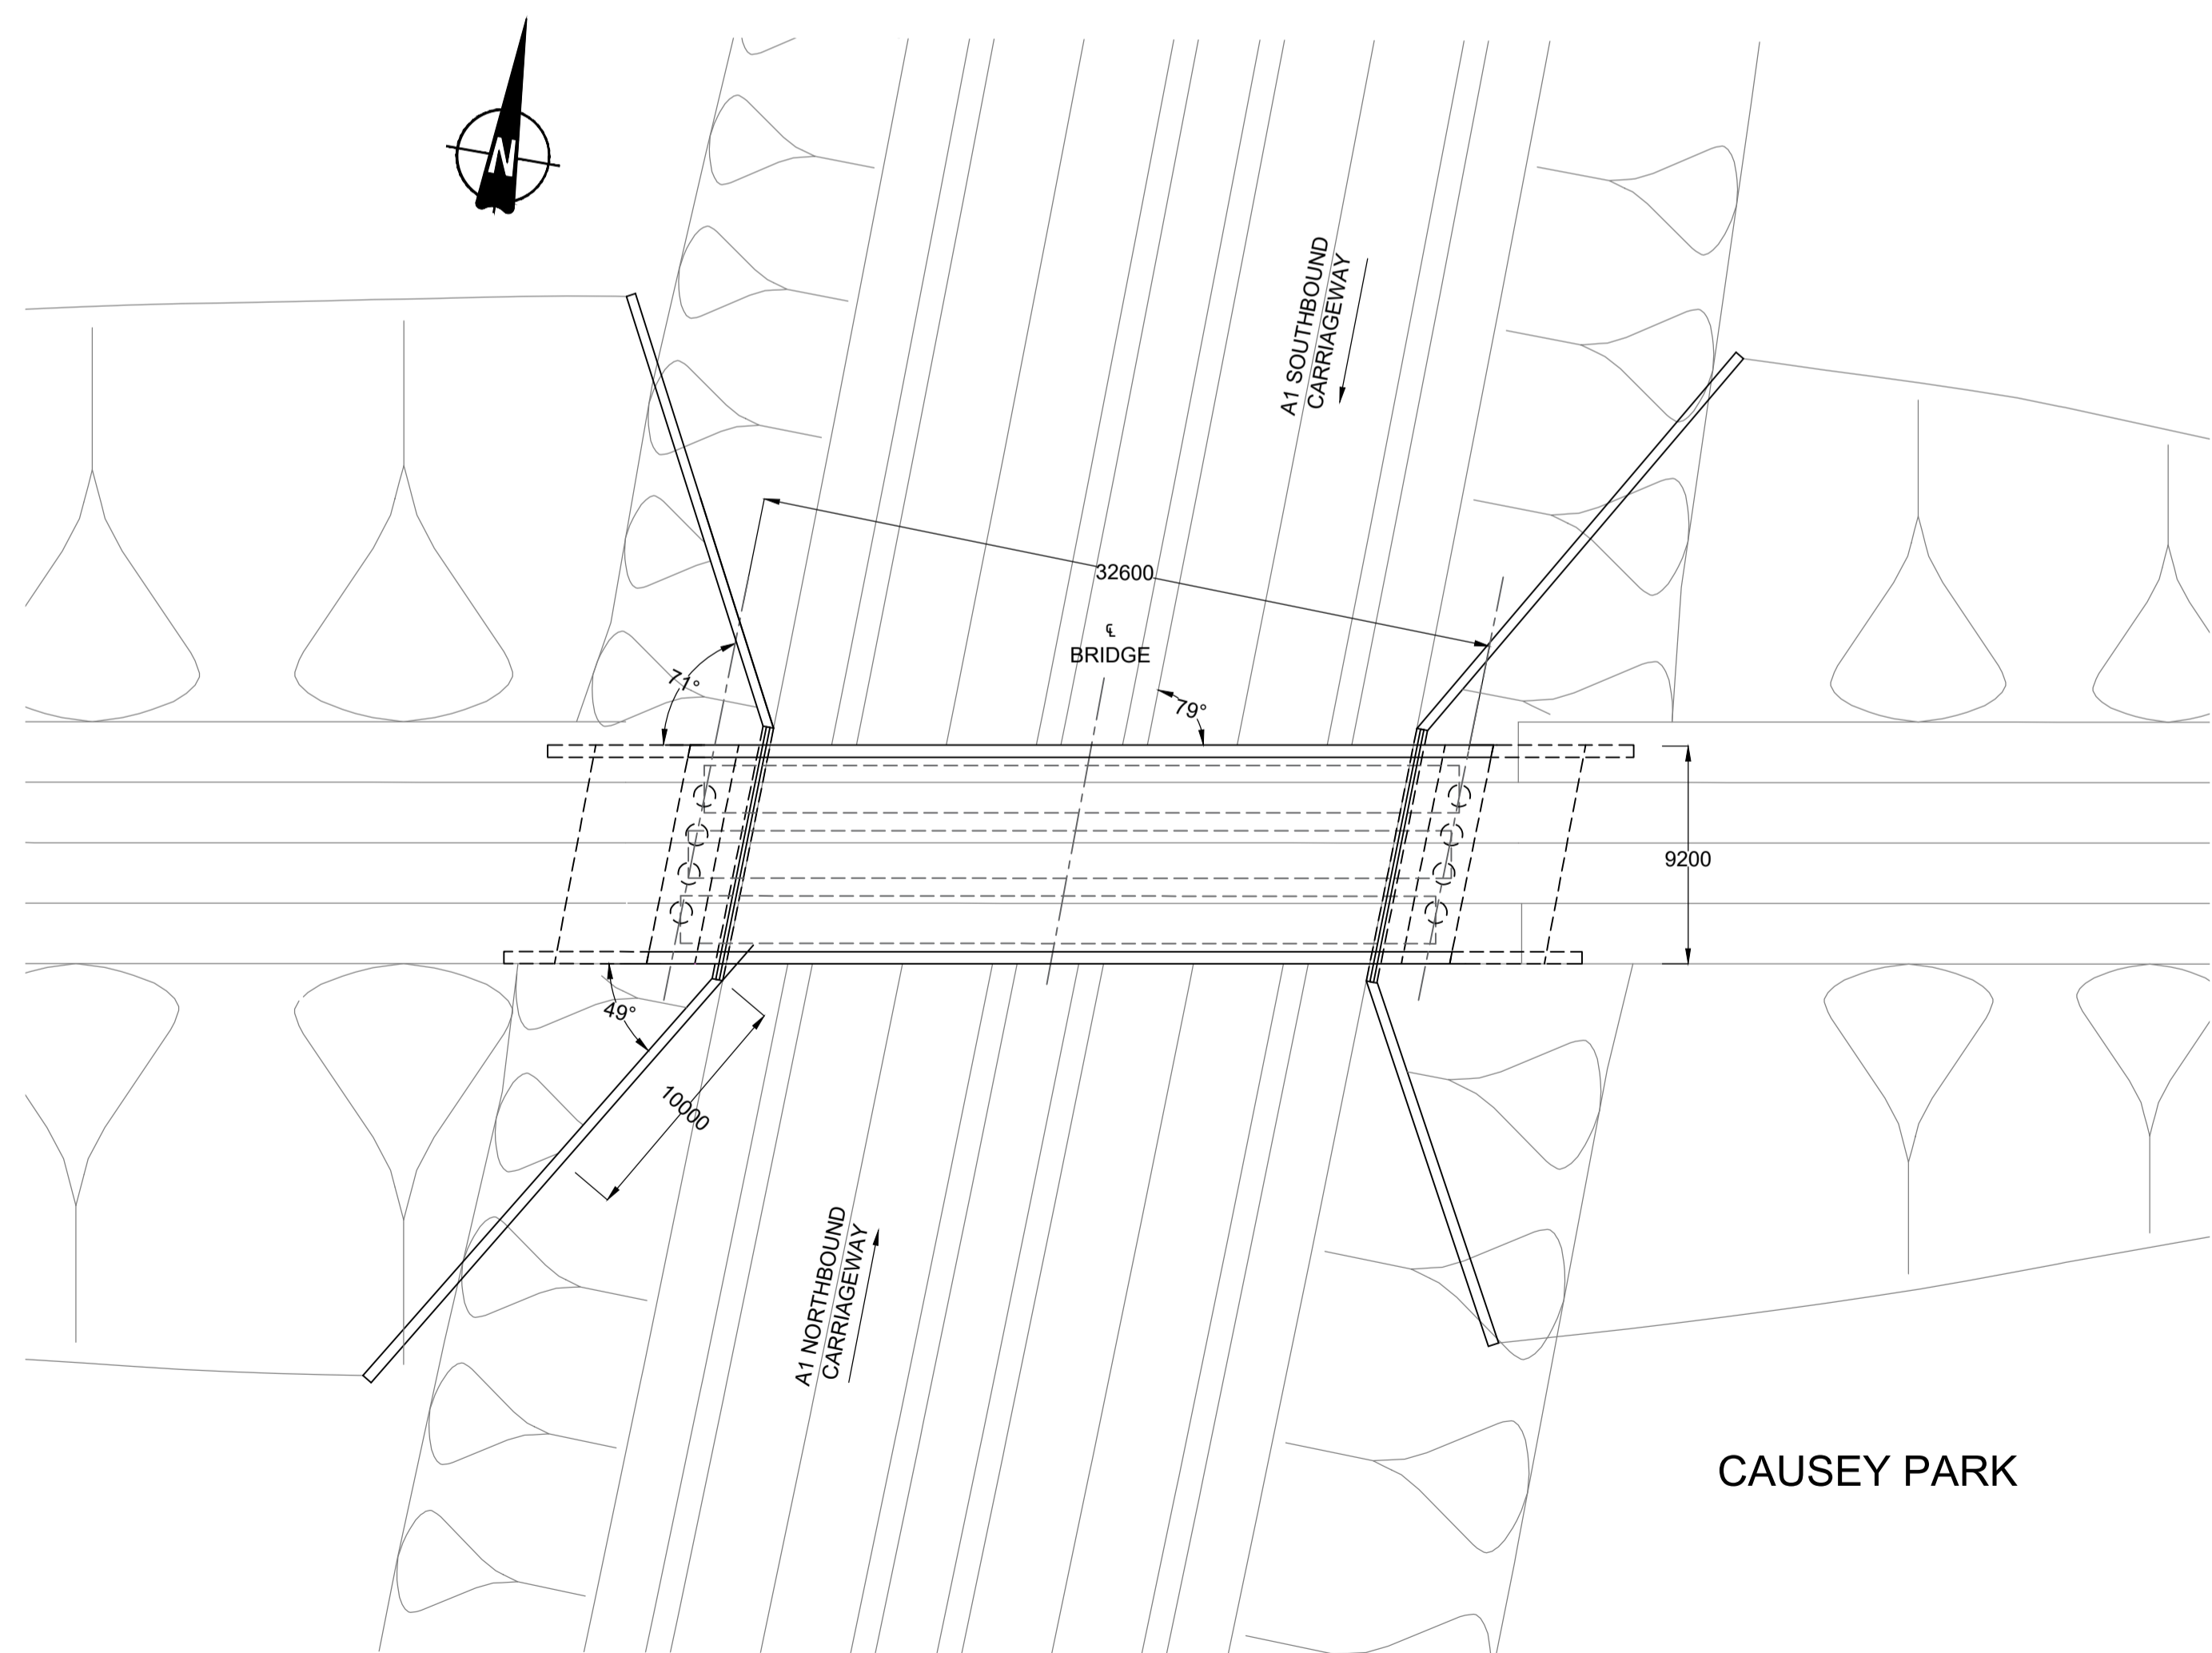 N
A1 SOUTHBOUND
CARRIAGEWAY
32600
℄
BRIDGE
71°
79°
9200
49°
10000
A1 NORTHBOUND
CARRIAGEWAY
CAUSEY PARK